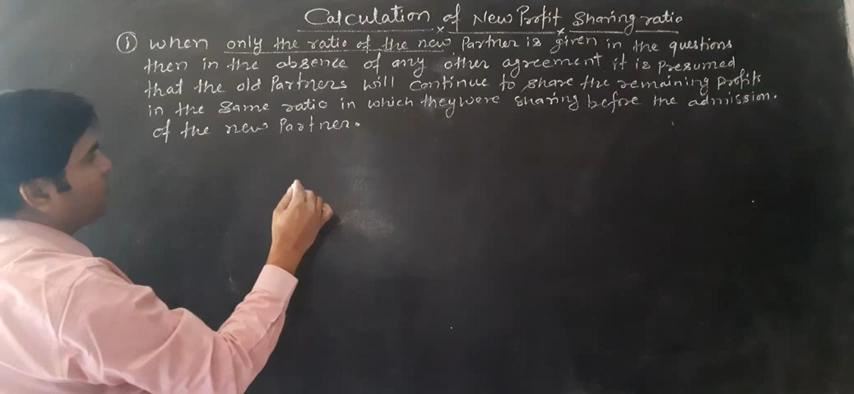 Calculation of New Profit Sharing ratio
(i) When only the ratio of the new Partner is given in the questions
then in the absence of any other agreement it is presumed
that the old Partners will continue to share the remaining profits
in the same ratio in which they were sharing before the admission.
of the new Partner.